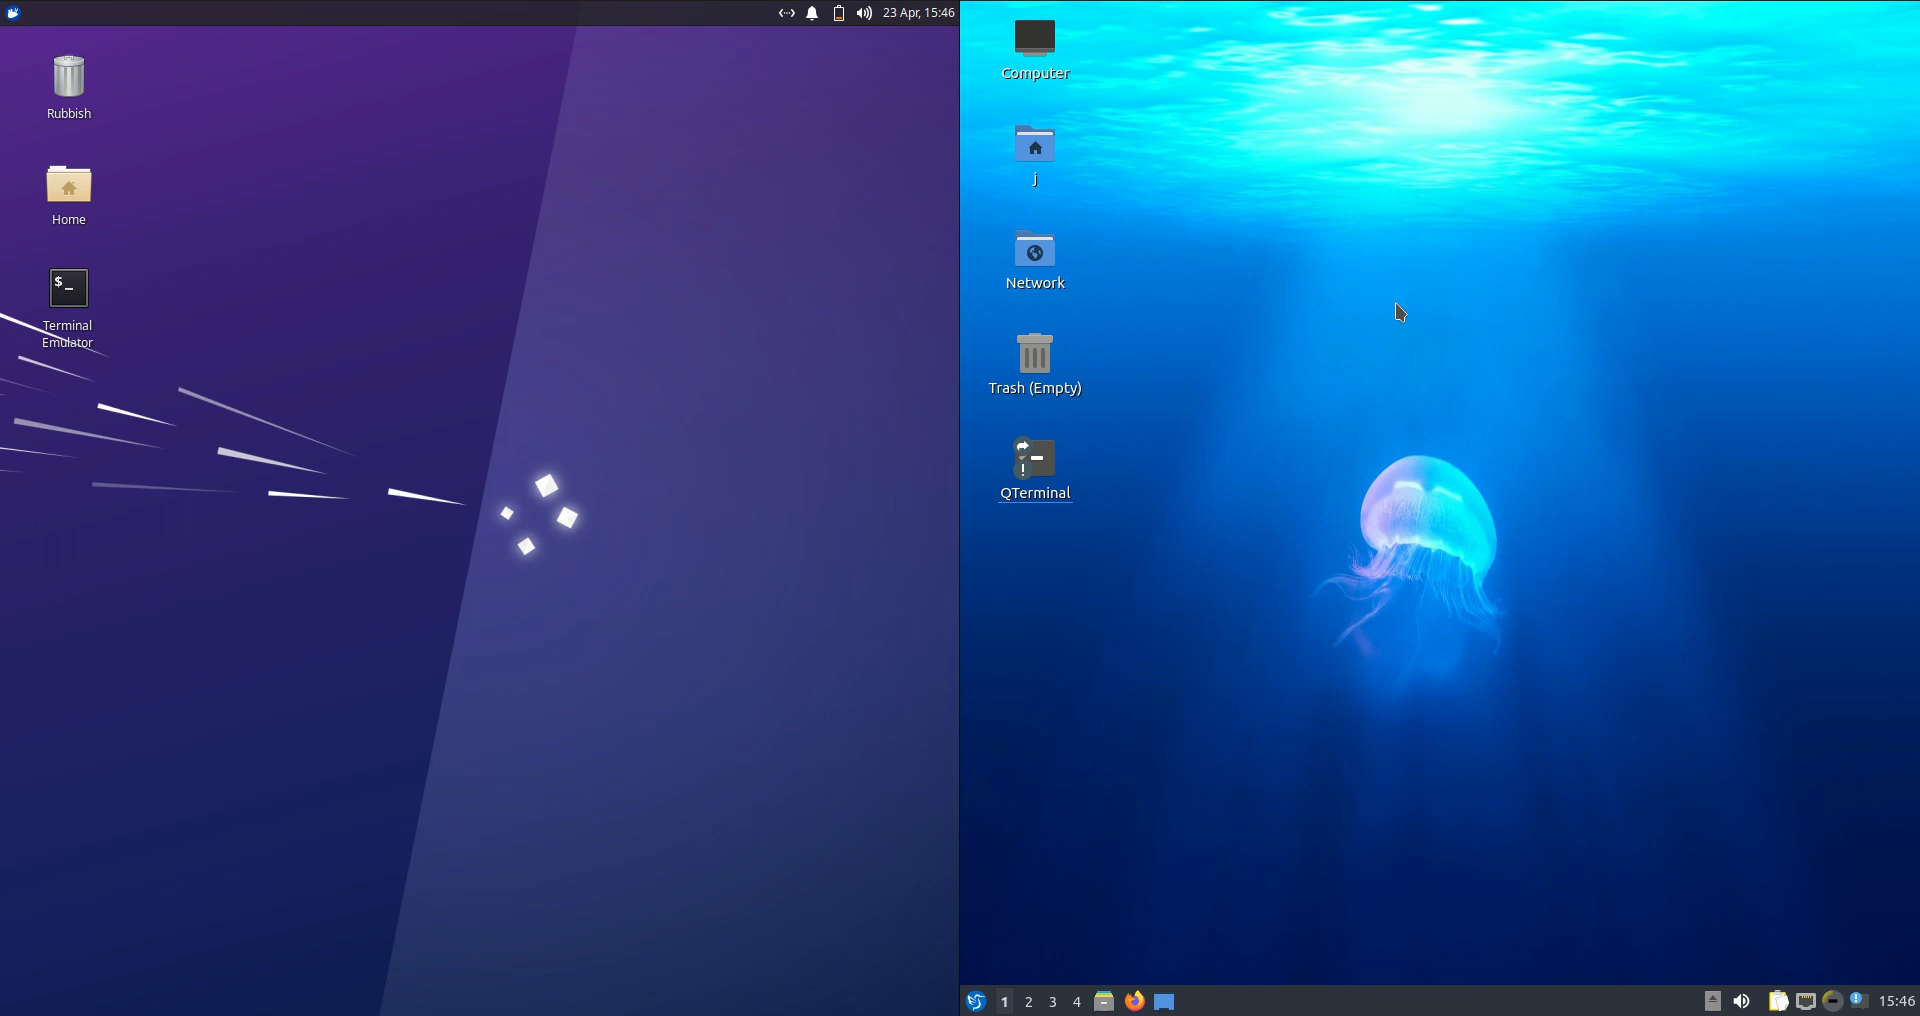 23 Apr, 15:46
Rubbish
Home
$_
Terminal
Emulator
Computer
j
Network
Trash (Empty)
QTerminal
1 2 3 4
15:46